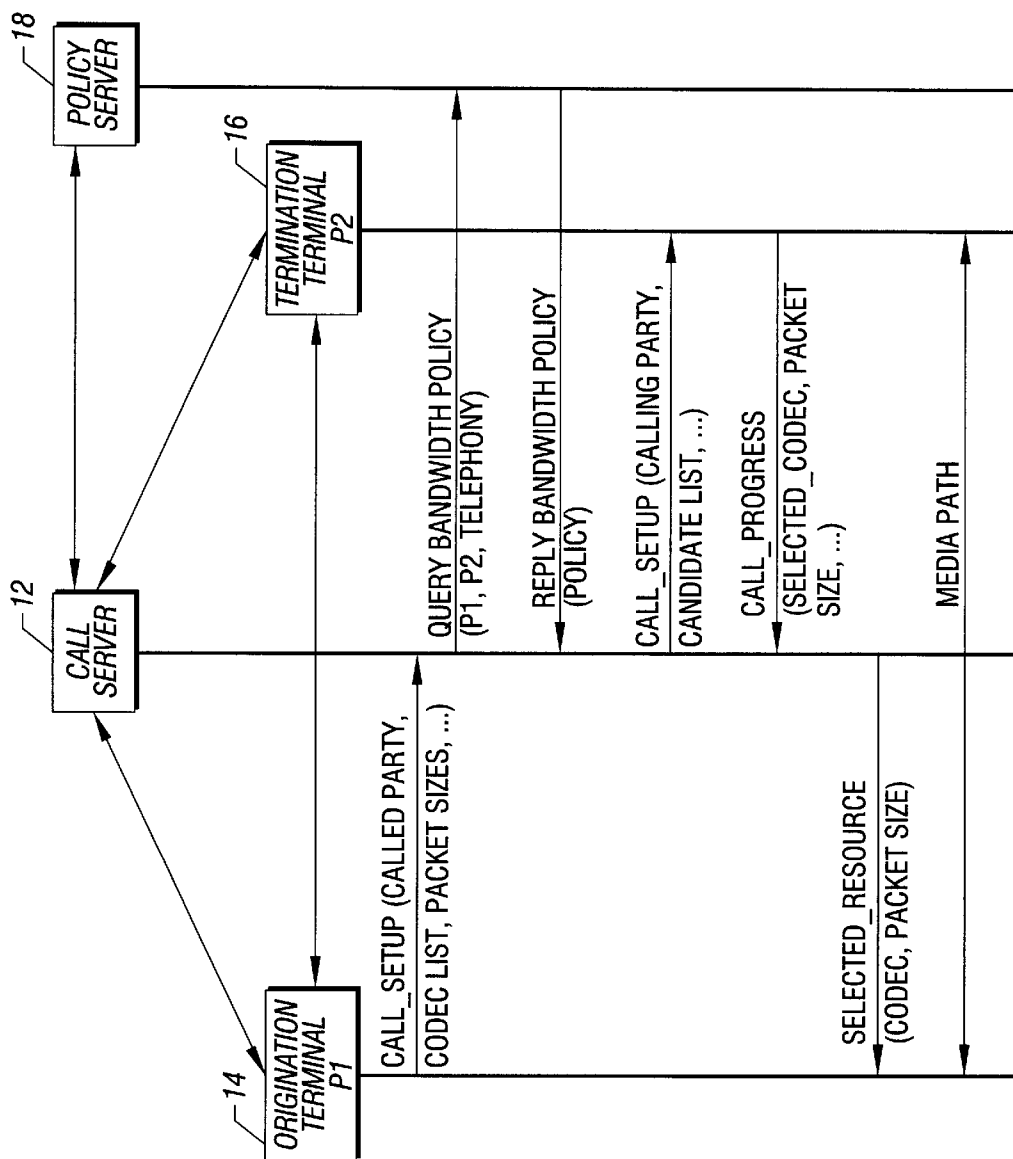 18
POLICY
SERVER
16
TERMINATION
TERMINAL
P2
12
CALL
SERVER
14
ORIGINATION
TERMINAL
P1
CALL_SETUP (CALLED PARTY,
CODEC LIST, PACKET SIZES, ...)
QUERY BANDWIDTH POLICY
(P1, P2, TELEPHONY)
REPLY BANDWIDTH POLICY
(POLICY)
CALL_SETUP (CALLING PARTY,
CANDIDATE LIST, ...)
CALL_PROGRESS
(SELECTED_CODEC, PACKET
SIZE, ...)
SELECTED_RESOURCE
(CODEC, PACKET SIZE)
MEDIA PATH